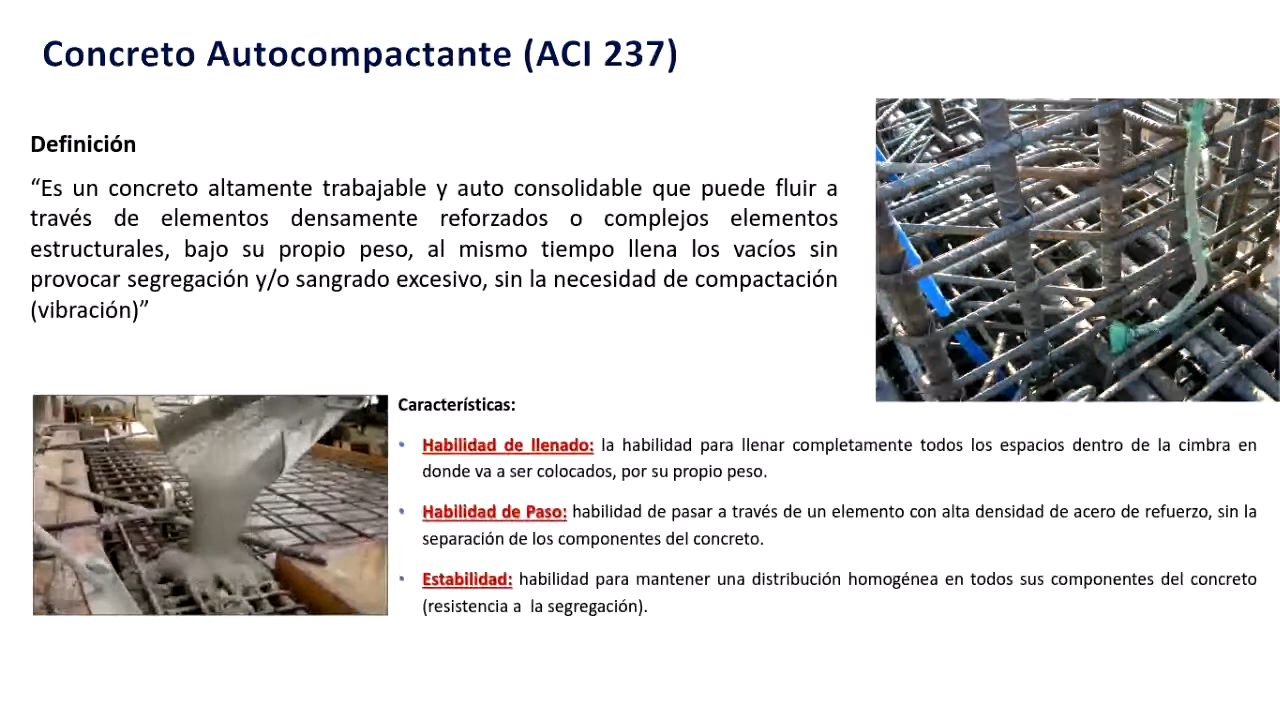 Concreto Autocompactante (ACI 237)
Definición
“Es un concreto altamente trabajable y auto consolidable que puede fluir a
través de elementos densamente reforzados o complejos elementos
estructurales, bajo su propio peso, al mismo tiempo llena los vacíos sin
provocar segregación y/o sangrado excesivo, sin la necesidad de compactación
(vibración)”
Características:
• Habilidad de llenado: la habilidad para llenar completamente todos los espacios dentro de la cimbra en
donde va a ser colocados, por su propio peso.
• Habilidad de Paso: habilidad de pasar a través de un elemento con alta densidad de acero de refuerzo, sin la
separación de los componentes del concreto.
• Estabilidad: habilidad para mantener una distribución homogénea en todos sus componentes del concreto
(resistencia a la segregación).